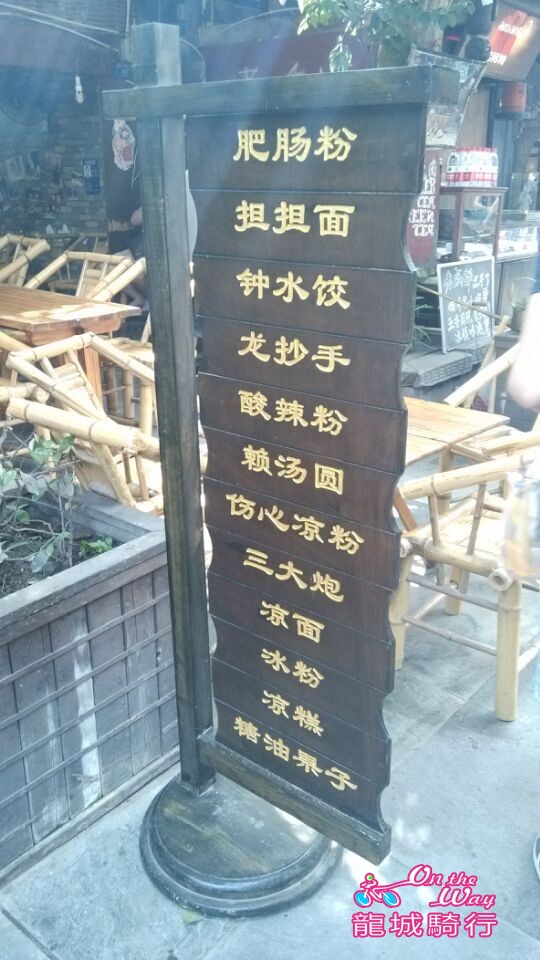 肥肠粉
担担面
钟水饺
龙抄手
酸辣粉
赖汤圆
伤心凉粉
三大炮
凉面
冰粉
凉糕
糖油果子
On the Way
龍城騎行